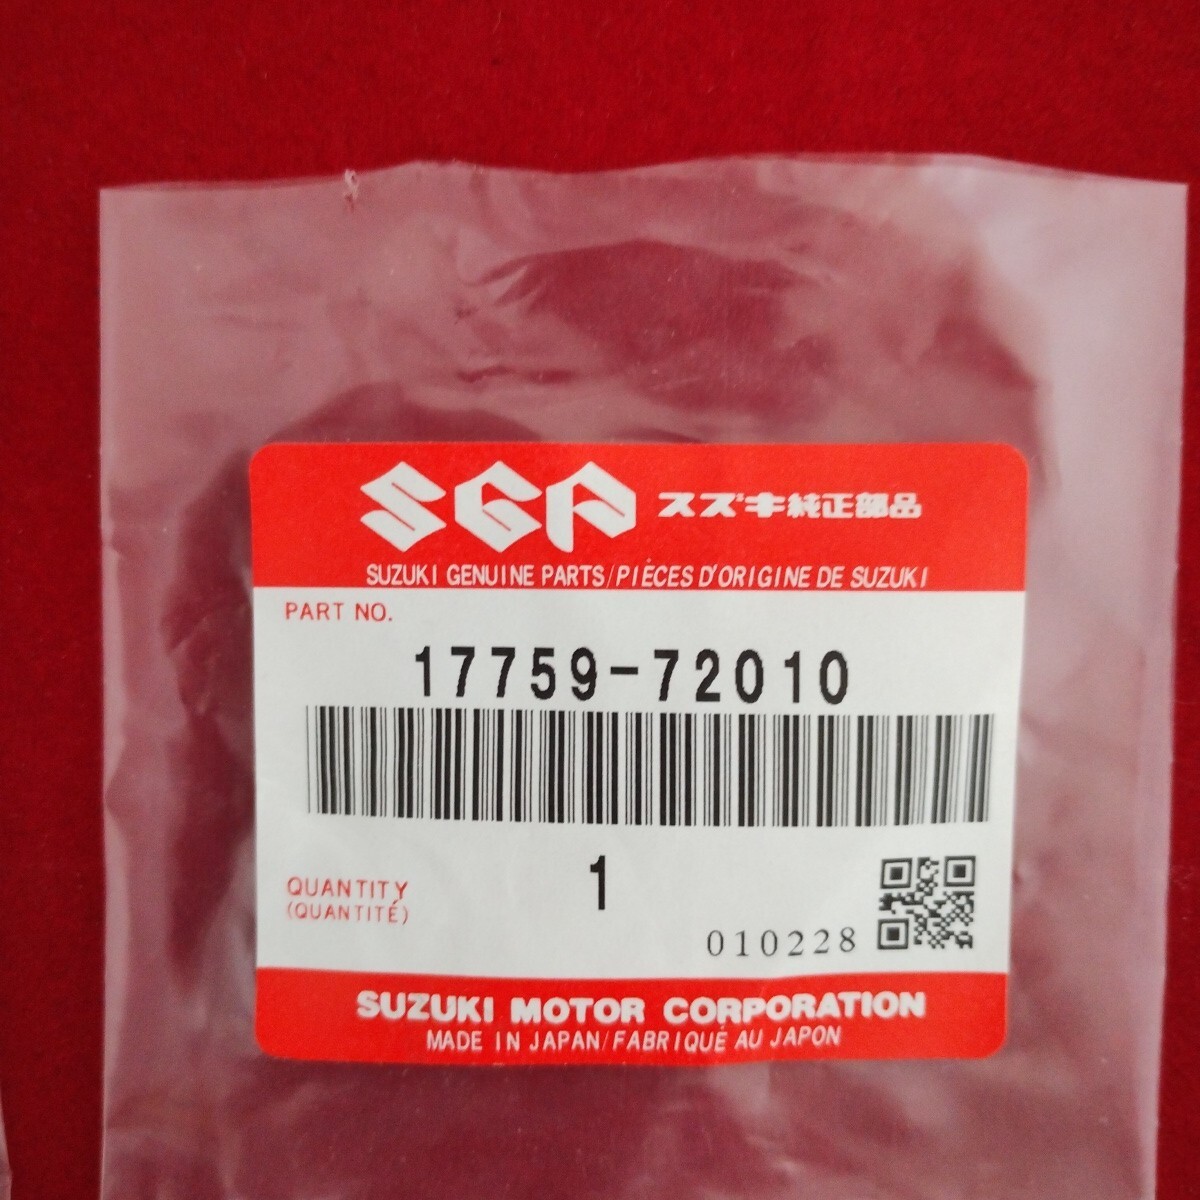 SGP スズキ純正部品
SUZUKI GENUINE PARTS/PIÈCES D'ORIGINE DE SUZUKI
PART NO.
17759-72010
QUANTITY 1
(QUANTITÉ)
010228
SUZUKI MOTOR CORPORATION
MADE IN JAPAN/FABRIQUÉ AU JAPON